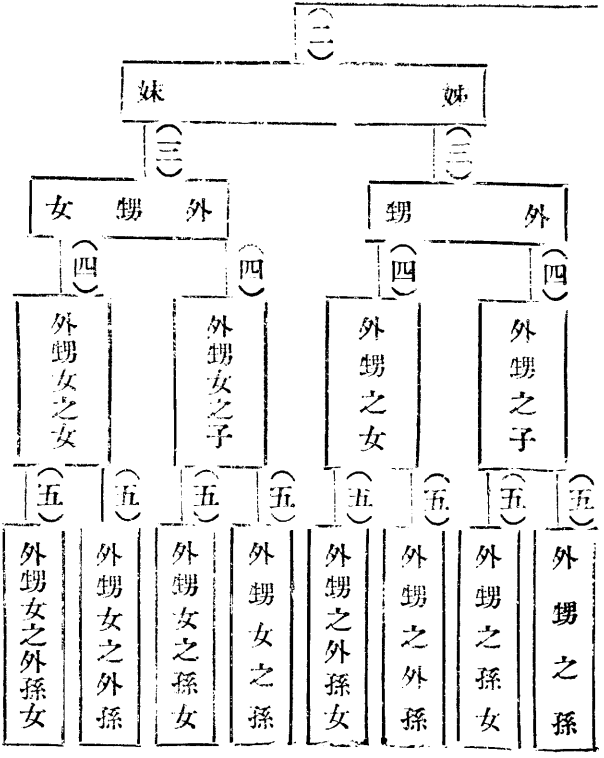 （二）
姊妹
（三）
（三）
外甥
外甥女
（四）
（四）
（四）
（四）
外甥之子
外甥之女
外甥女之子
外甥女之女
（五）
（五）
（五）
（五）
（五）
（五）
（五）
（五）
外甥之孫
外甥之孫女
外甥之外孫
外甥之外孫女
外甥女之孫
外甥女之孫女
外甥女之外孫
外甥女之外孫女